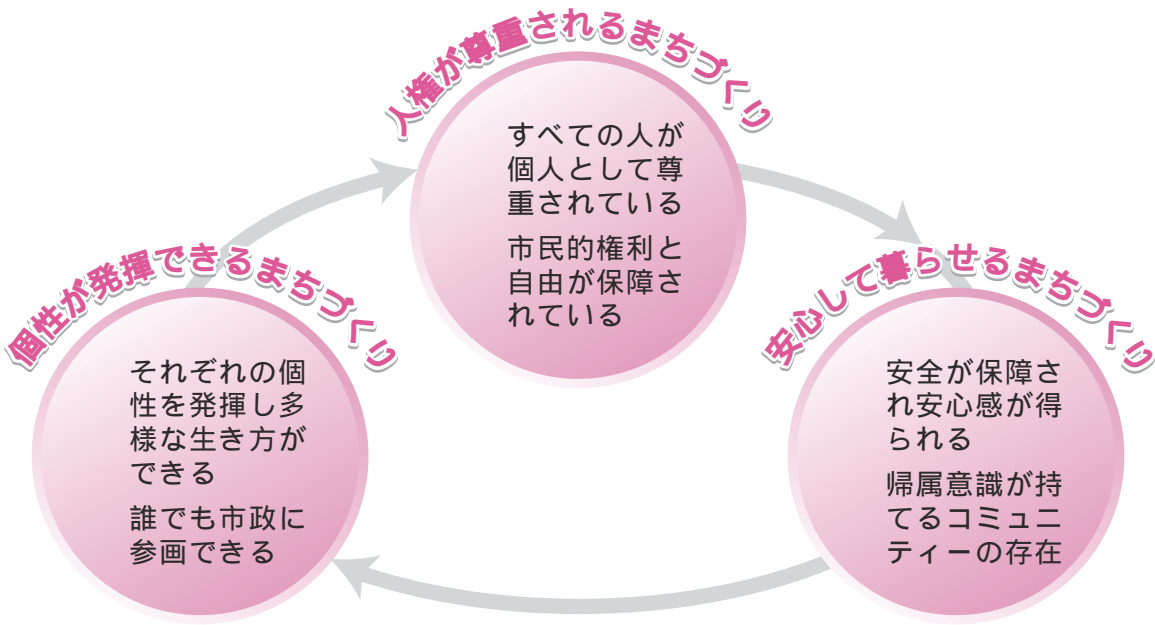 人権が尊重されるまちづくり
すべての人が
個人として尊
重されている
市民的権利と
自由が保障さ
れている
個性が発揮できるまちづくり
それぞれの個
性を発揮し多
様な生き方が
できる
誰でも市政に
参画できる
安心して暮らせるまちづくり
安全が保障さ
れ安心感が得
られる
帰属意識が持
てるコミュニ
ティーの存在